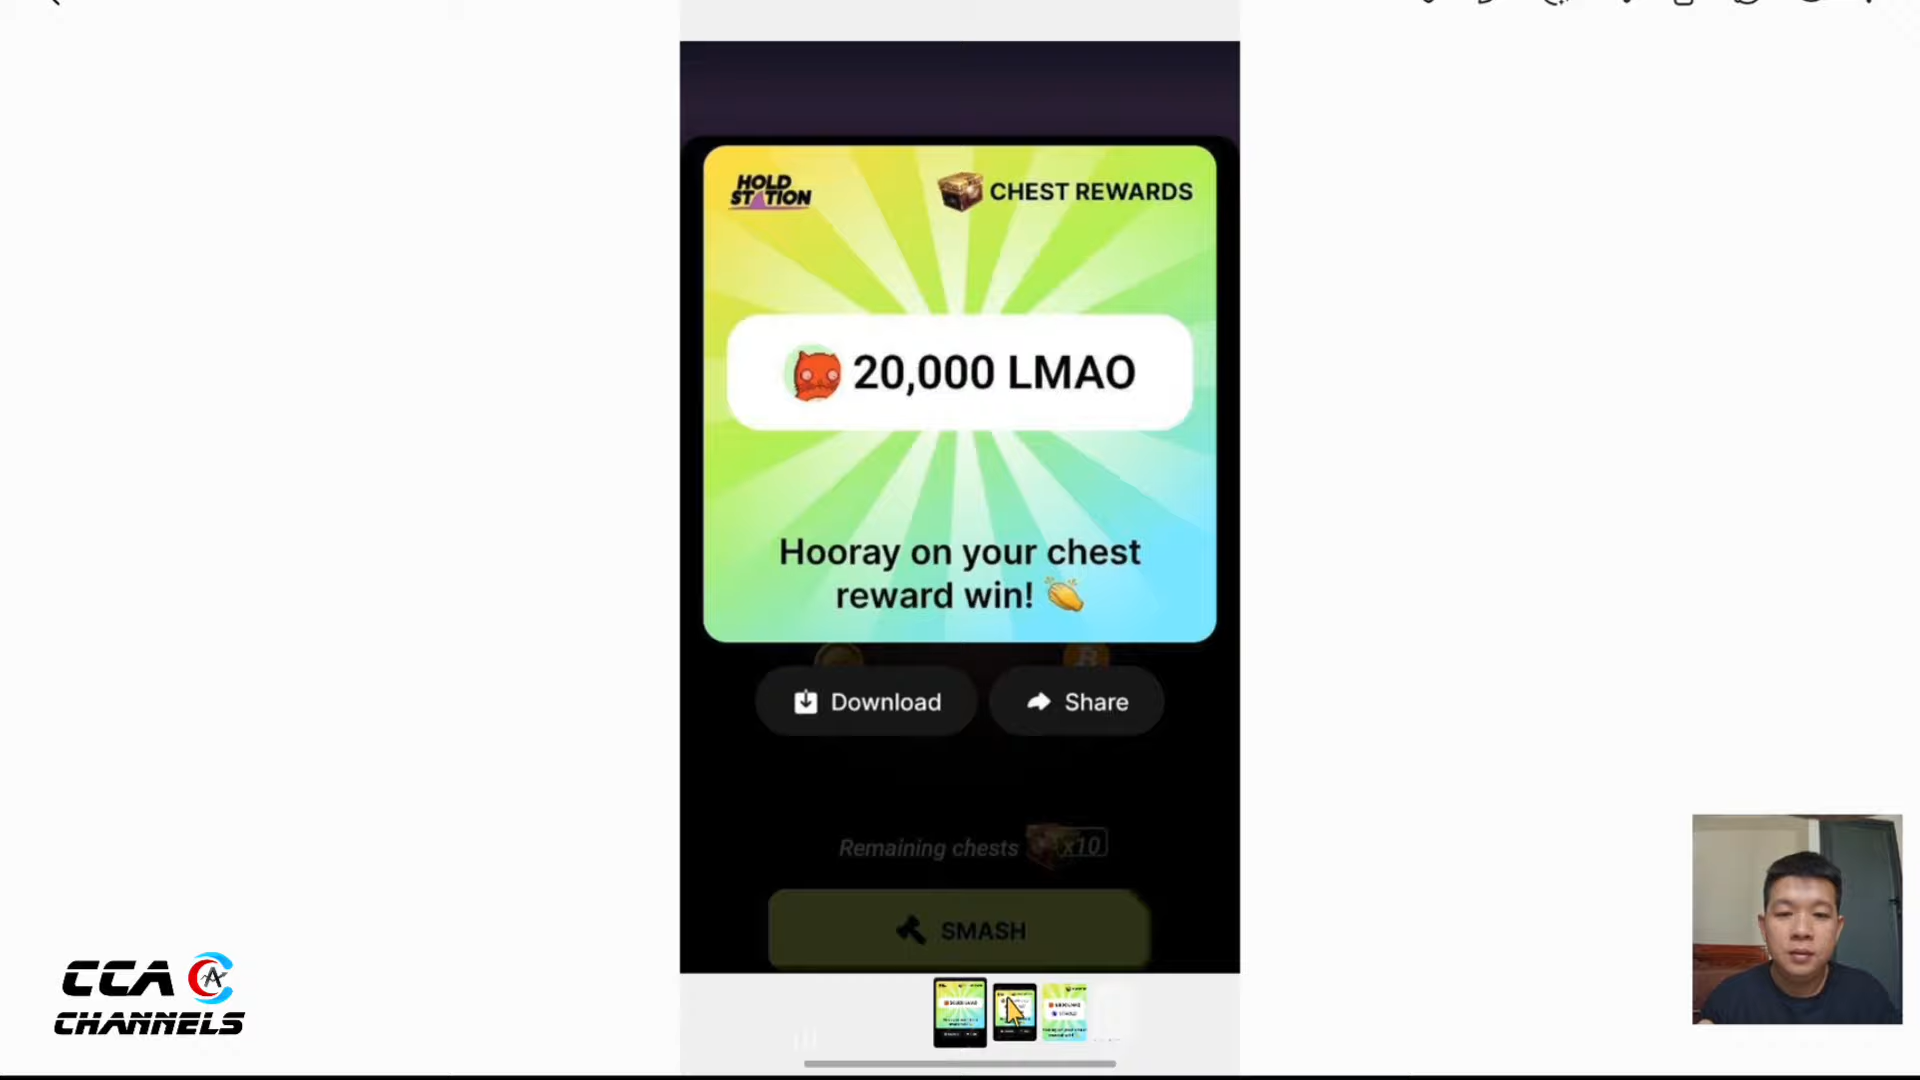 HOLD
STATION
CHEST REWARDS
20,000 LMAO
Hooray on your chest
reward win! 👏
Download
Share
Remaining chests x10
SMASH
CCA
CHANNELS